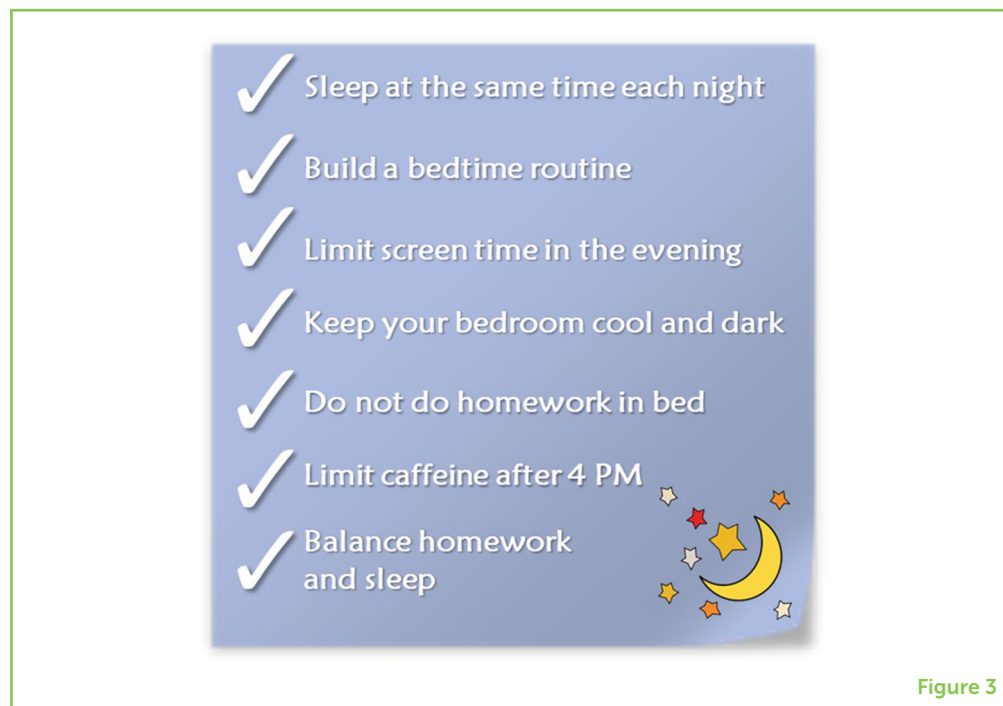 Sleep at the same time each night
Build a bedtime routine
Limit screen time in the evening
Keep your bedroom cool and dark
Do not do homework in bed
Limit caffeine after 4 PM
Balance homework
and sleep
Figure 3